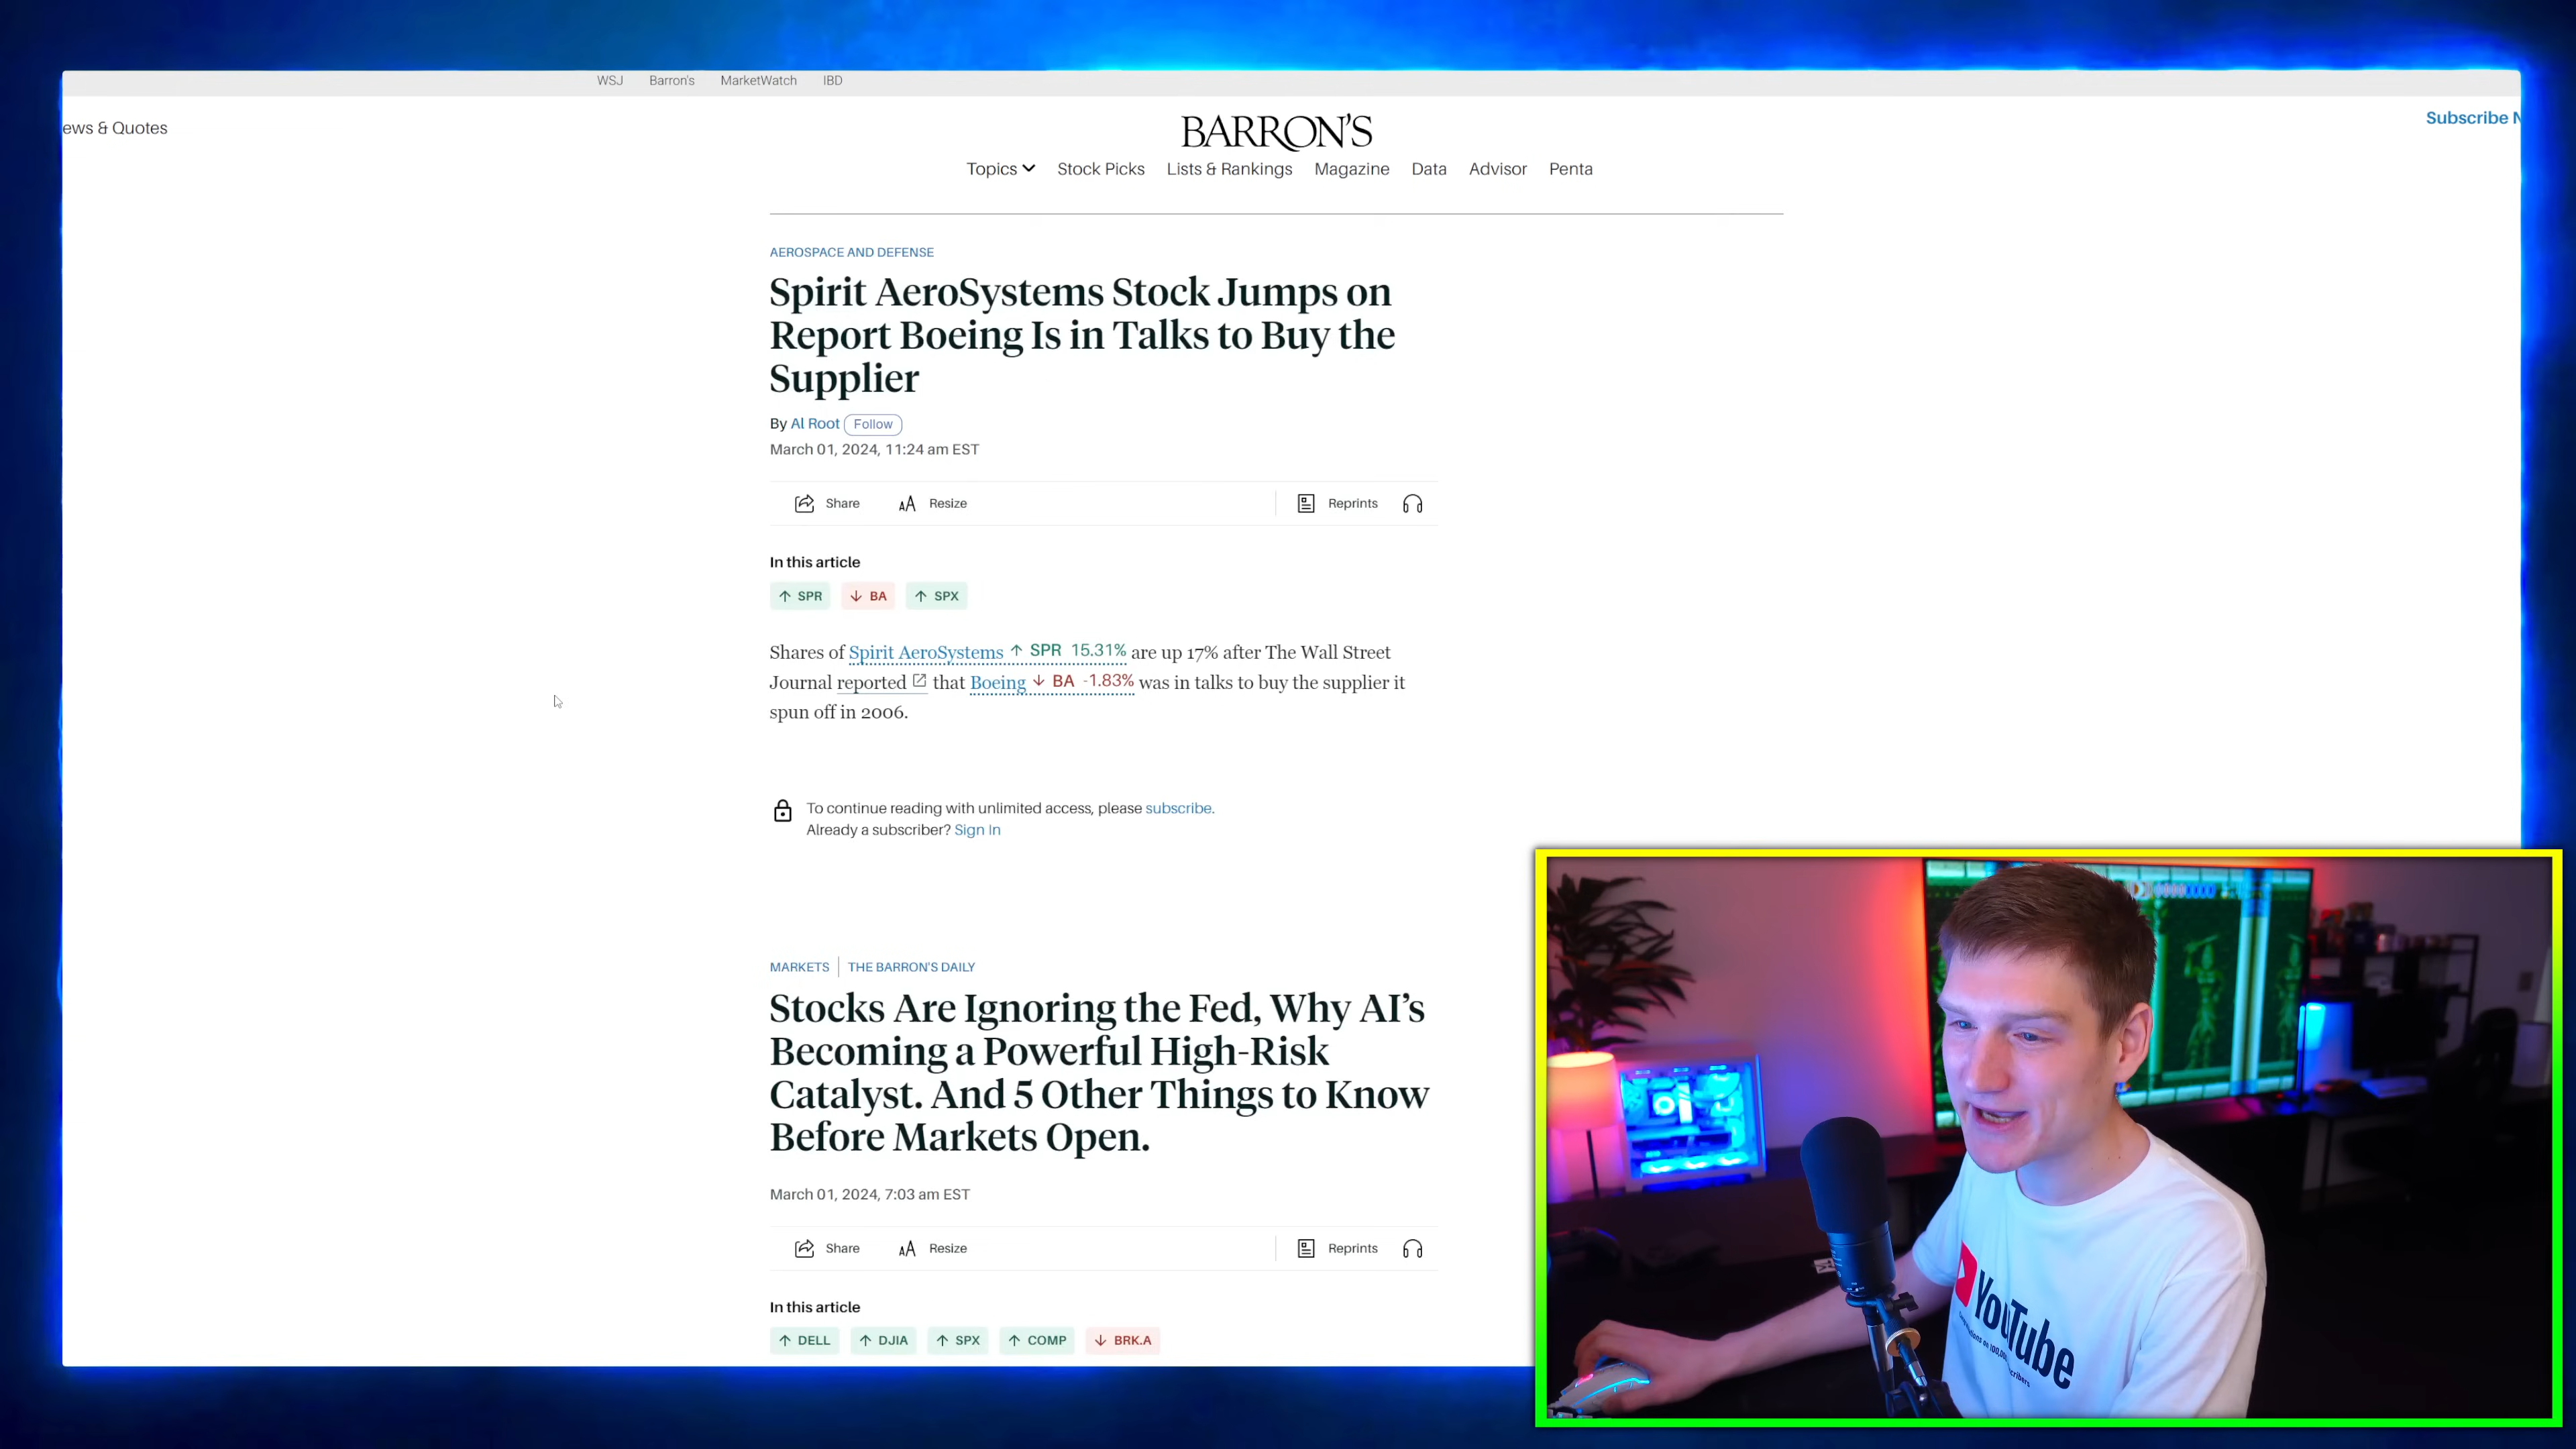 WSJ Barron's MarketWatch IBD
ews & Quotes
BARRON'S
Subscribe N
Topics Stock Picks Lists & Rankings Magazine Data Advisor Penta
AEROSPACE AND DEFENSE
Spirit AeroSystems Stock Jumps on
Report Boeing Is in Talks to Buy the
Supplier
By Al Root Follow
March 01, 2024, 11:24 am EST
Share AA Resize Reprints
In this article
↑ SPR ↓ BA ↑ SPX
Shares of Spirit AeroSystems ↑ SPR 15.31% are up 17% after The Wall Street
Journal reported that Boeing ↓ BA -1.83% was in talks to buy the supplier it
spun off in 2006.
To continue reading with unlimited access, please subscribe.
Already a subscriber? Sign In
MARKETS | THE BARRON'S DAILY
Stocks Are Ignoring the Fed, Why AI's
Becoming a Powerful High-Risk
Catalyst. And 5 Other Things to Know
Before Markets Open.
March 01, 2024, 7:03 am EST
Share AA Resize Reprints
In this article
↑ DELL ↑ DJIA ↑ SPX ↑ COMP ↓ BRK.A
YouTube